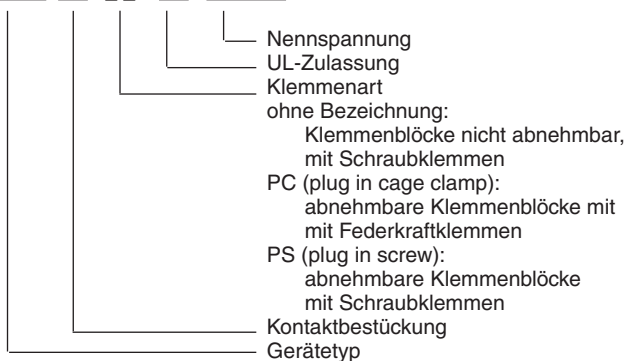 Nennspannung
UL-Zulassung
Klemmenart
ohne Bezeichnung:
Klemmenblöcke nicht abnehmbar,
mit Schraubklemmen
PC (plug in cage clamp):
abnehmbare Klemmenblöcke mit
mit Federkraftklemmen
PS (plug in screw):
abnehmbare Klemmenblöcke
mit Schraubklemmen
Kontaktbestückung
Gerätetyp